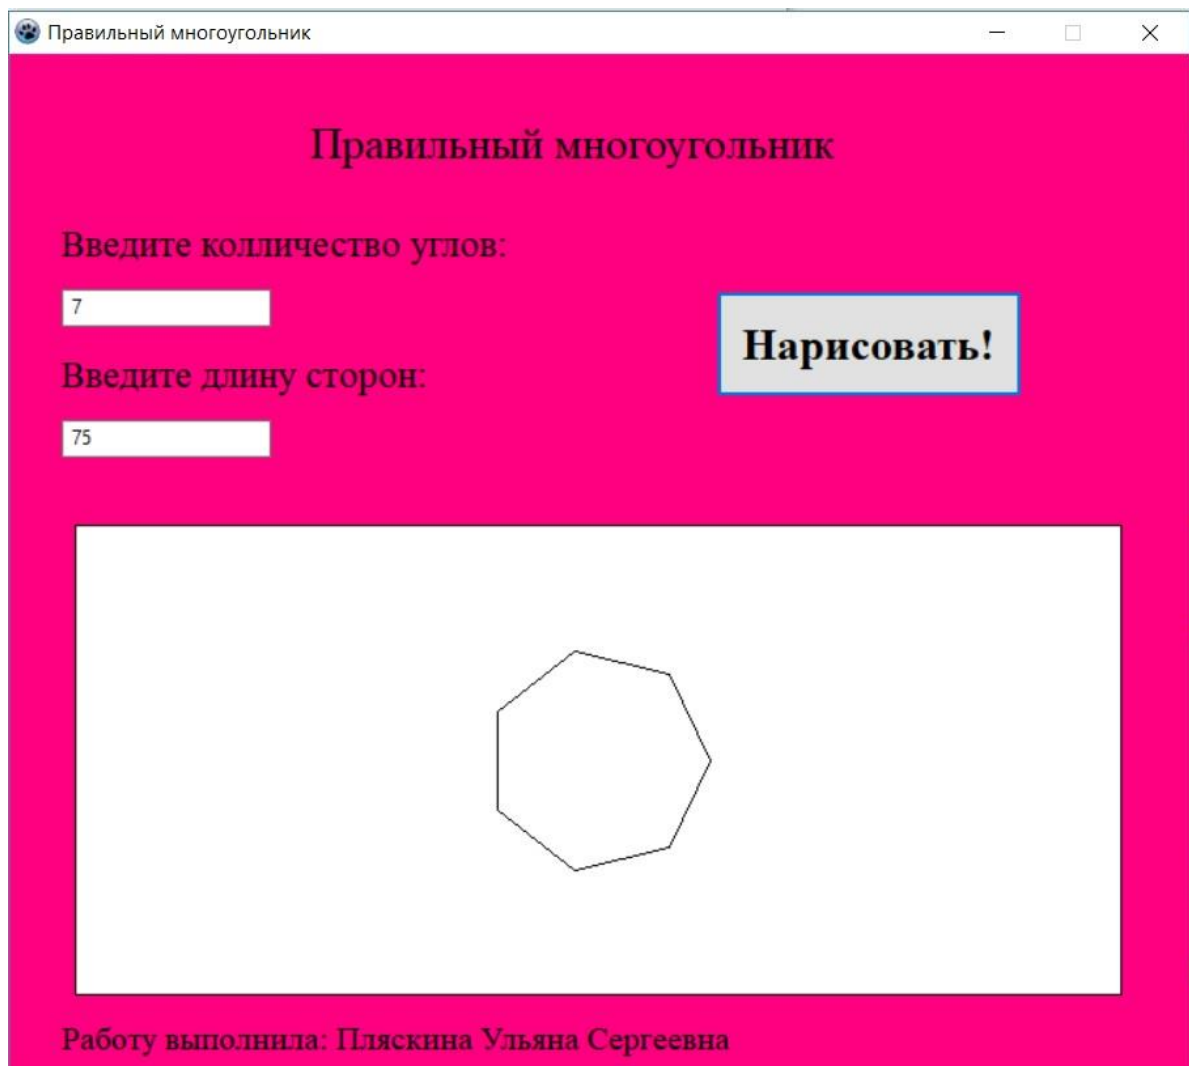 Правильный многоугольник
Правильный многоугольник
Введите колличество углов:
7
Нарисовать!
Введите длину сторон:
75
Работу выполнила: Пляскина Ульяна Сергеевна